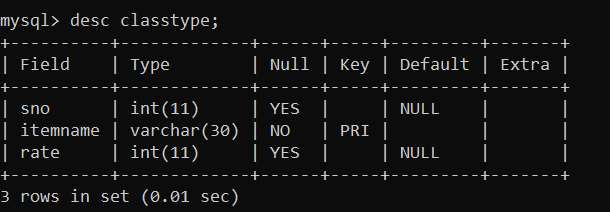 mysql> desc classtype;
+----------+-------------+------+-----+---------+-------+
| Field    | Type        | Null | Key | Default | Extra |
+----------+-------------+------+-----+---------+-------+
| sno      | int(11)     | YES  |     | NULL    |       |
| itemname | varchar(30) | NO   | PRI |         |       |
| rate     | int(11)     | YES  |     | NULL    |       |
+----------+-------------+------+-----+---------+-------+
3 rows in set (0.01 sec)